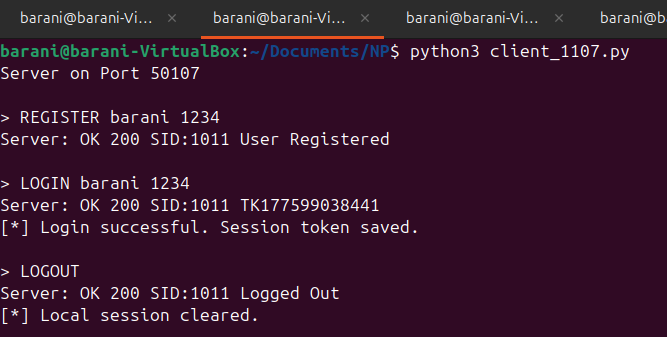 barani@barani-Vi... × barani@barani-Vi... × barani@barani-Vi... × barani@b
barani@barani-VirtualBox:~/Documents/NP$ python3 client_1107.py
Server on Port 50107
> REGISTER barani 1234
Server: OK 200 SID:1011 User Registered
> LOGIN barani 1234
Server: OK 200 SID:1011 TK177599038441
[*] Login successful. Session token saved.
> LOGOUT
Server: OK 200 SID:1011 Logged Out
[*] Local session cleared.